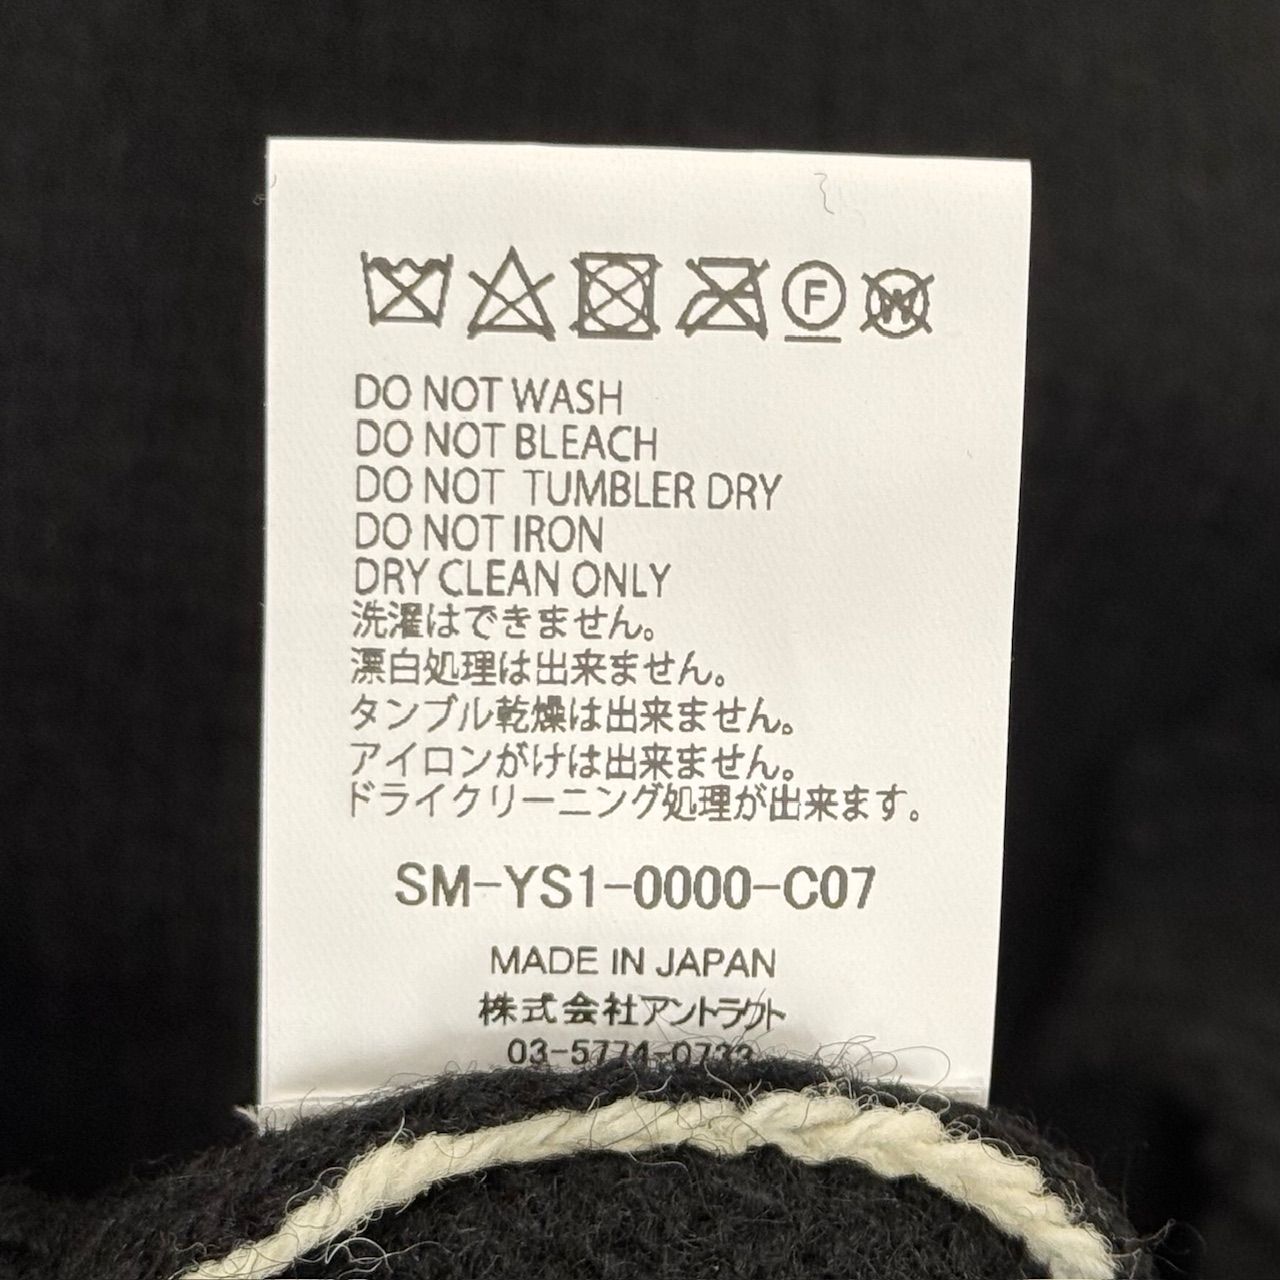 F W
DO NOT WASH
DO NOT BLEACH
DO NOT TUMBLER DRY
DO NOT IRON
DRY CLEAN ONLY
洗濯はできません。
漂白処理は出来ません。
タンブル乾燥は出来ません。
アイロンがけは出来ません。
ドライクリーニング処理が出来ます。
SM-YS1-0000-C07
MADE IN JAPAN
株式会社アントラクト
03-5774-0733